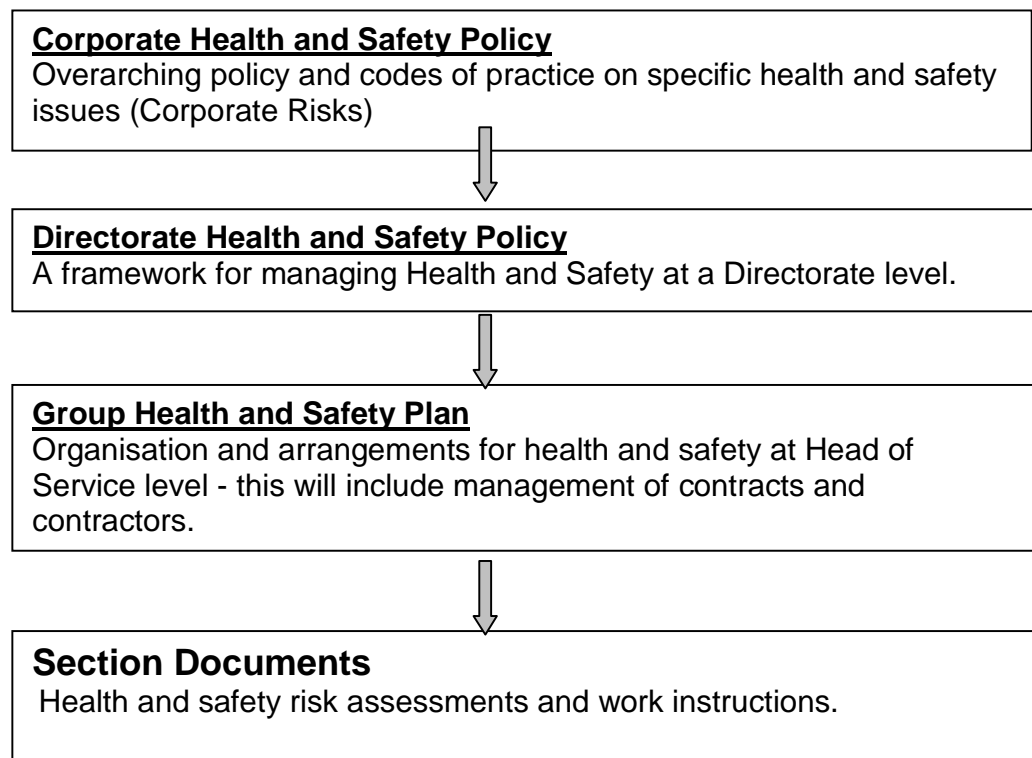 Corporate Health and Safety Policy
Overarching policy and codes of practice on specific health and safety
issues (Corporate Risks)
Directorate Health and Safety Policy
A framework for managing Health and Safety at a Directorate level.
Group Health and Safety Plan
Organisation and arrangements for health and safety at Head of
Service level - this will include management of contracts and
contractors.
Section Documents
Health and safety risk assessments and work instructions.